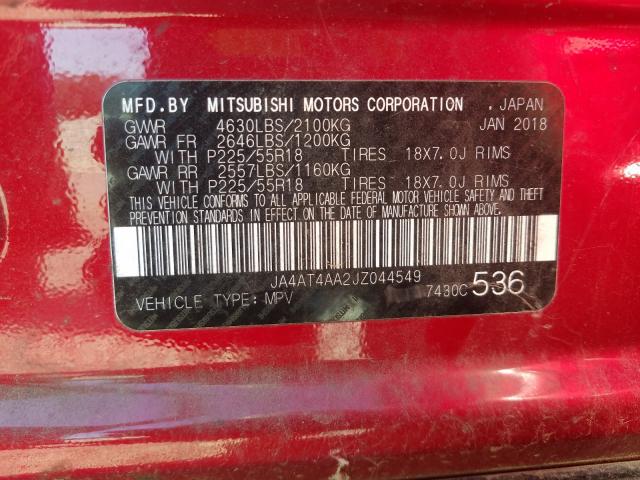 MFD.BY MITSUBISHI MOTORS CORPORATION . JAPAN
GVWR 4630LBS/2100KG JAN 2018
GAWR FR 2646LBS/1200KG
WITH P225/55R18 TIRES 18X7.0J RIMS
GAWR RR 2557LBS/1160KG
WITH P225/55R18 TIRES 18X7.0J RIMS
THIS VEHICLE CONFORMS TO ALL APPLICABLE FEDERAL MOTOR VEHICLE SAFETY AND THEFT
PREVENTION STANDARDS IN EFFECT ON THE DATE OF MANUFACTURE SHOWN ABOVE.
JA4AT4AA2JZ044549
VEHICLE TYPE: MPV 7430C 536